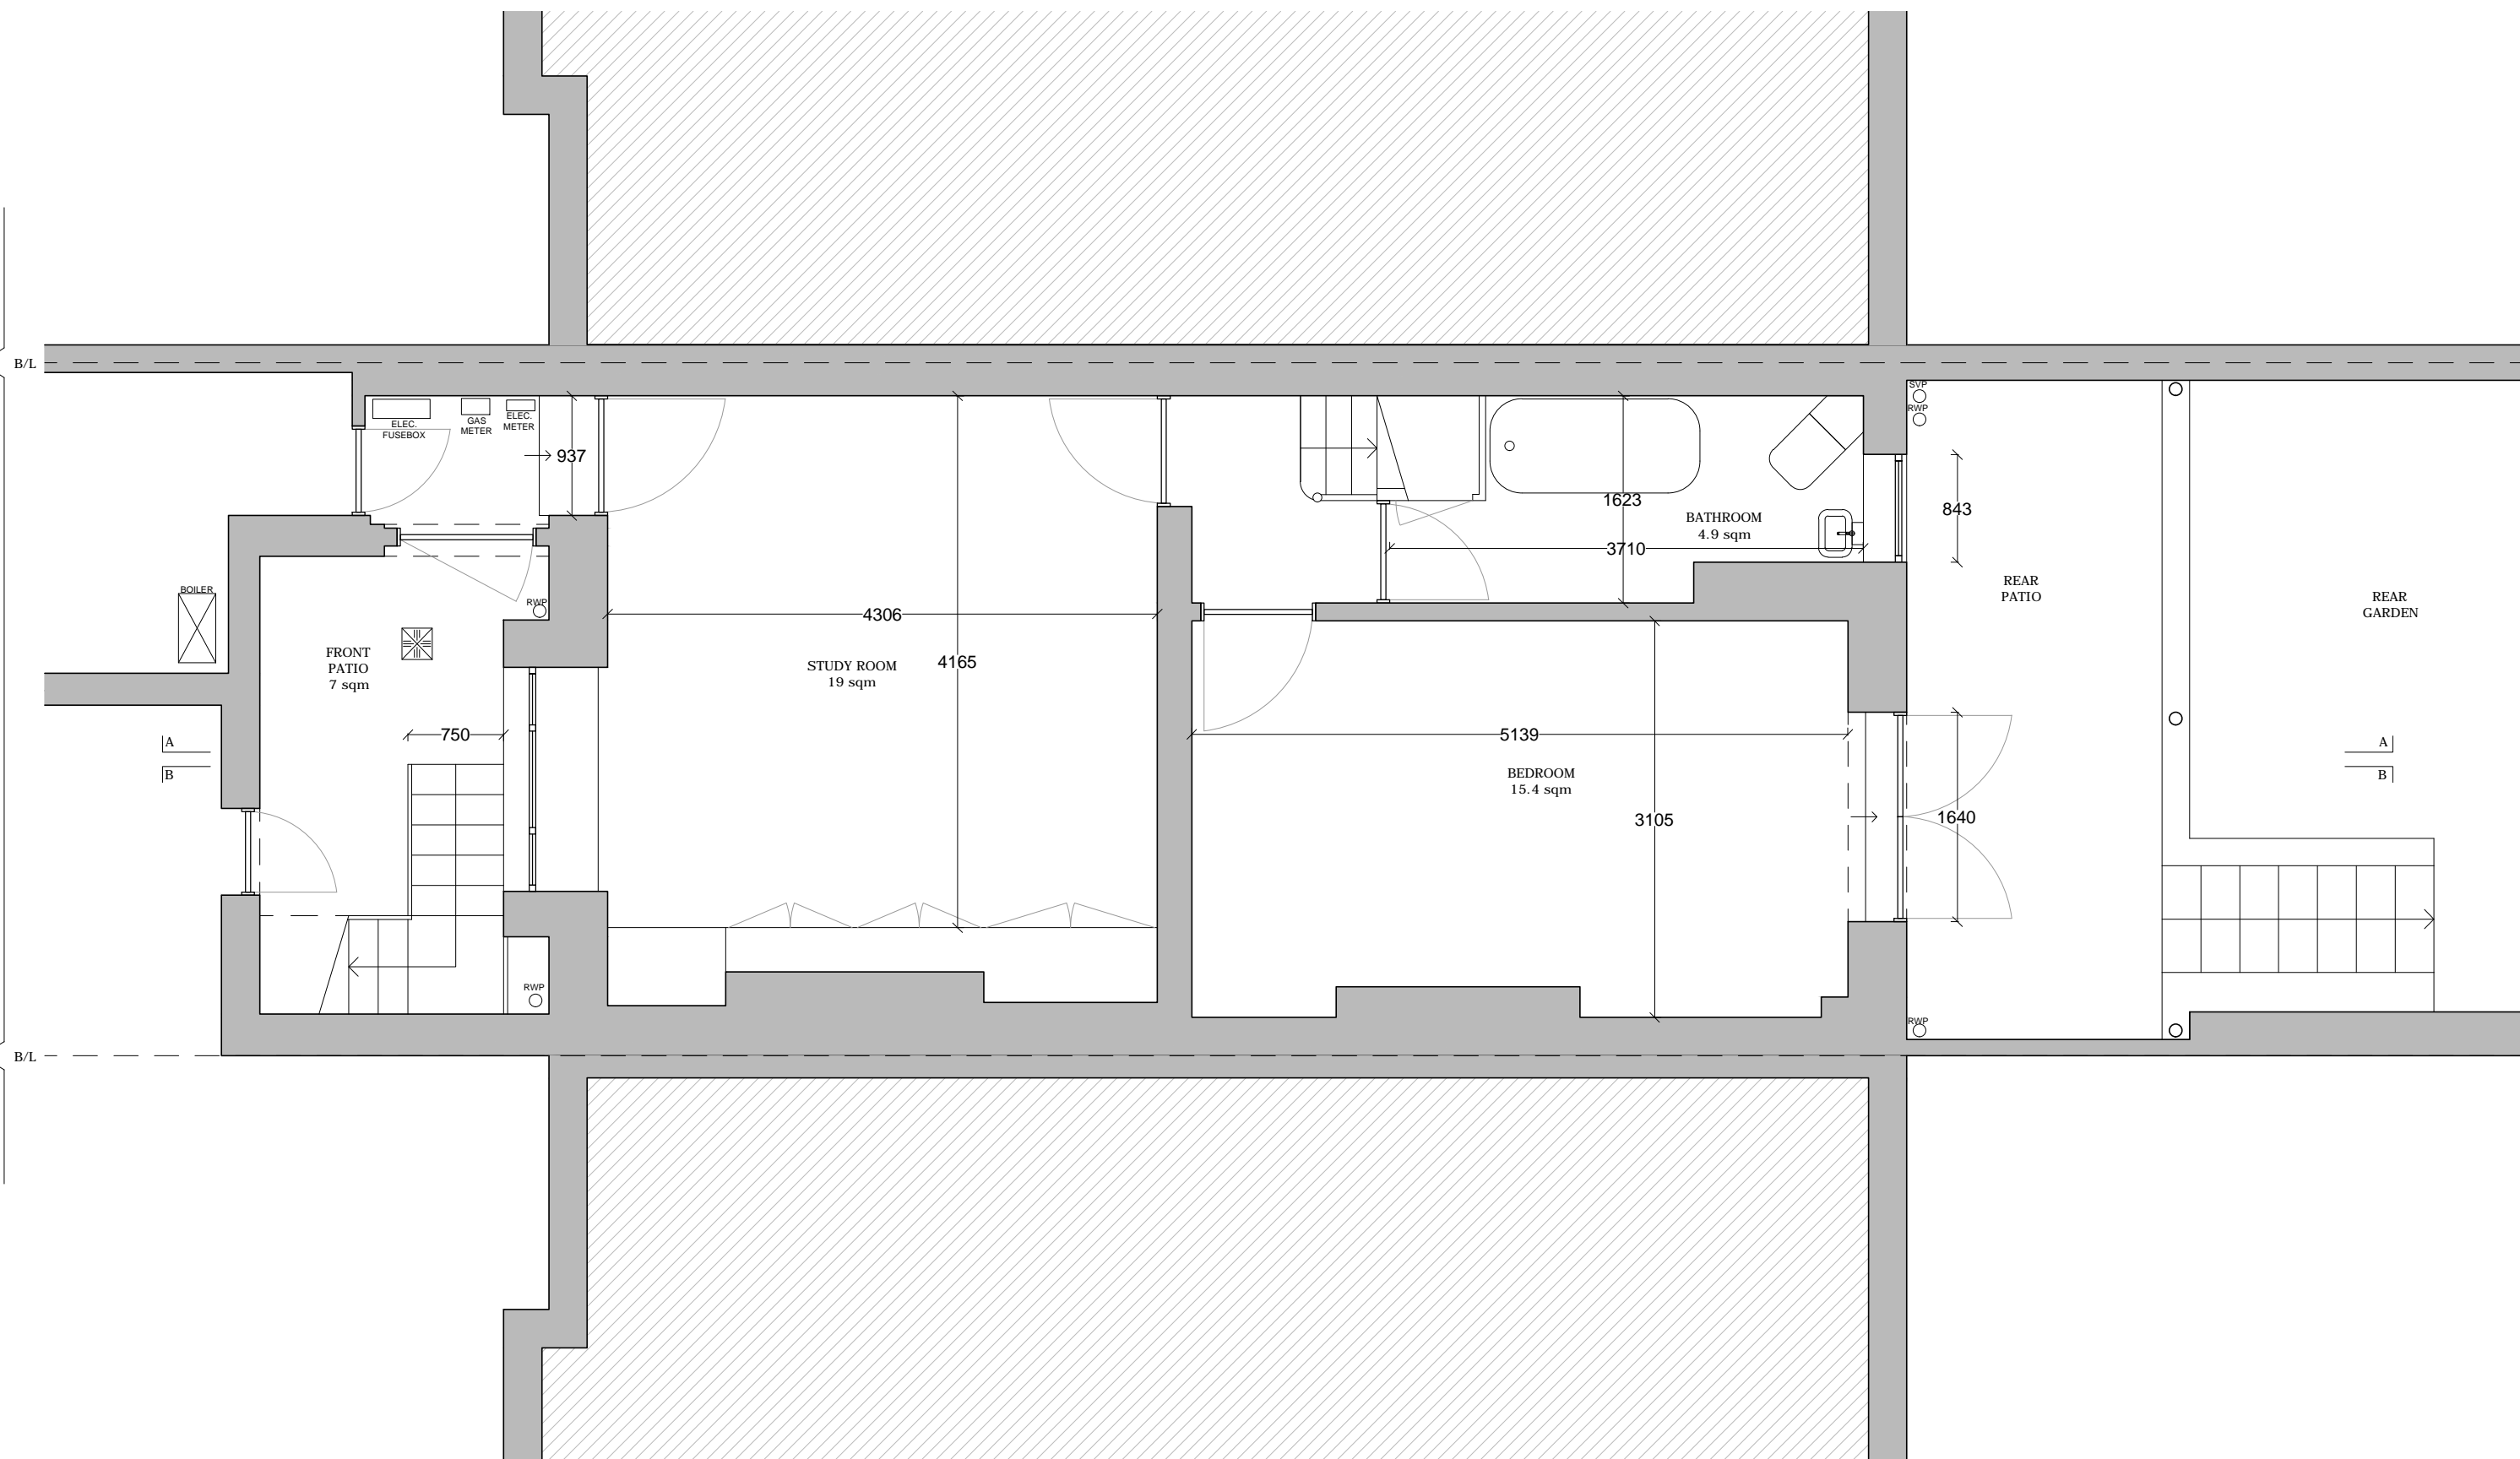 B/L
ELEC.
FUSEBOX
GAS
METER
ELEC.
METER
937
SVP
RWP
1623
BATHROOM
4.9 sqm
3710
843
BOILER
RWP
4306
REAR
PATIO
REAR
GARDEN
FRONT
PATIO
7 sqm
STUDY ROOM
19 sqm
4165
750
5139
A
B
A
B
BEDROOM
15.4 sqm
3105
1640
RWP
RWP
B/L